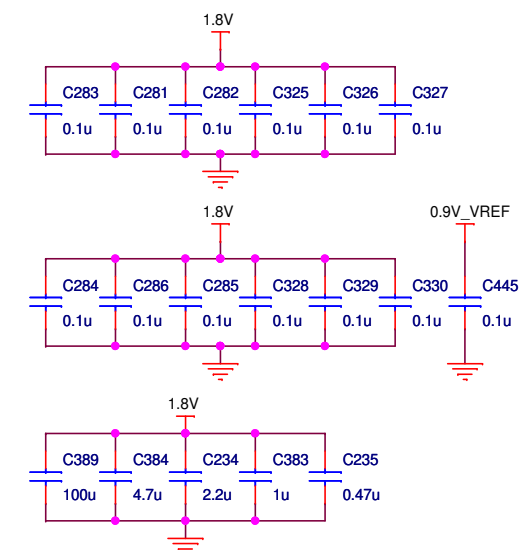 1.8V
C283 C281 C282 C325 C326 C327
0.1u 0.1u 0.1u 0.1u 0.1u 0.1u
1.8V 0.9V_VREF
C284 C286 C285 C328 C329 C330 C445
0.1u 0.1u 0.1u 0.1u 0.1u 0.1u 0.1u
1.8V
C389 C384 C234 C383 C235
100u 4.7u 2.2u 1u 0.47u